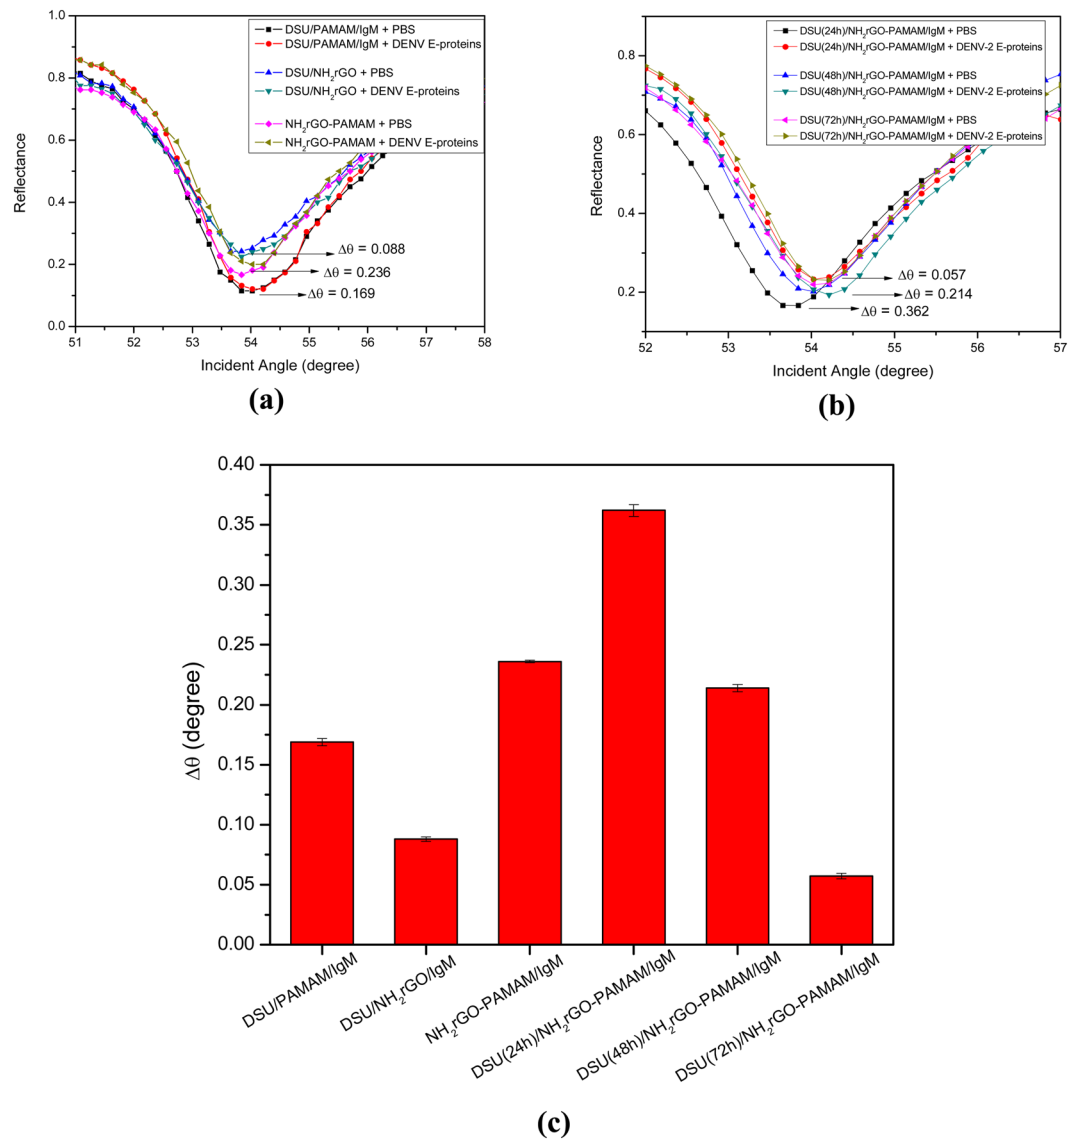 DSU/PAMAM/IgM + PBS
DSU/PAMAM/IgM + DENV E-proteins
DSU/NH₂rGO + PBS
DSU/NH₂rGO + DENV E-proteins
NH₂rGO-PAMAM + PBS
NH₂rGO-PAMAM + DENV E-proteins
Reflectance
1.0
0.8
0.6
0.4
0.2
0.0
Δθ = 0.088
Δθ = 0.236
Δθ = 0.169
51 52 53 54 55 56 57 58
Incident Angle (degree)
(a)
DSU(24h)/NH₂rGO-PAMAM/IgM + PBS
DSU(24h)/NH₂rGO-PAMAM/IgM + DENV-2 E-proteins
DSU(48h)/NH₂rGO-PAMAM/IgM + PBS
DSU(48h)/NH₂rGO-PAMAM/IgM + DENV-2 E-proteins
DSU(72h)/NH₂rGO-PAMAM/IgM + PBS
DSU(72h)/NH₂rGO-PAMAM/IgM + DENV-2 E-proteins
Reflectance
0.8
0.6
0.4
0.2
Δθ = 0.057
Δθ = 0.214
Δθ = 0.362
52 53 54 55 56 57
Incident Angle (degree)
(b)
Δθ (degree)
0.40
0.35
0.30
0.25
0.20
0.15
0.10
0.05
0.00
DSU/PAMAM/IgM
DSU/NH₂rGO/IgM
NH₂rGO-PAMAM/IgM
DSU(24h)/NH₂rGO-PAMAM/IgM
DSU(48h)/NH₂rGO-PAMAM/IgM
DSU(72h)/NH₂rGO-PAMAM/IgM
(c)